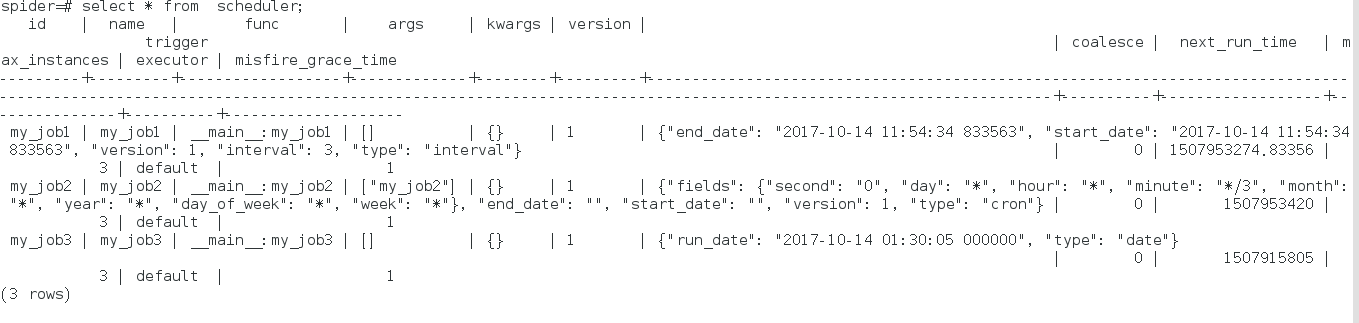 spider=# select * from  scheduler;
   id    |  name   |       func        |    args     | kwargs | version |
                trigger                                                                              | coalesce |  next_run_time   | m
ax_instances | executor | misfire_grace_time
---------+---------+-------------------+-------------+--------+---------+------------------------------------------------------------------------------
---------------------------------------------------------------------------------------------------------------------+----------+------------------+--
-------------+----------+--------------------
 my_job1 | my_job1 | __main__:my_job1 | []          | {}     | 1       | {"end_date": "2017-10-14 11:54:34 833563", "start_date": "2017-10-14 11:54:34
 833563", "version": 1, "interval": 3, "type": "interval"}                                                           |        0 | 1507953274.83356 |
           3 | default  |                  1
 my_job2 | my_job2 | __main__:my_job2 | ["my_job2"] | {}     | 1       | {"fields": {"second": "0", "day": "*", "hour": "*", "minute": "*/3", "month":
 "*", "year": "*", "day_of_week": "*", "week": "*"}, "end_date": "", "start_date": "", "version": 1, "type": "cron"} |        0 |       1507953420 |
           3 | default  |                  1
 my_job3 | my_job3 | __main__:my_job3 | []          | {}     | 1       | {"run_date": "2017-10-14 01:30:05 000000", "type": "date"}
                                                                                                                     |        0 |       1507915805 |
           3 | default  |                  1
(3 rows)